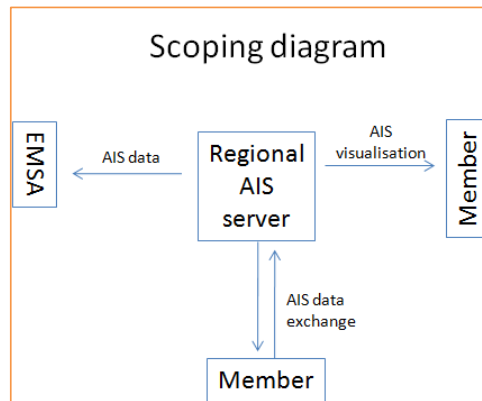 Scoping diagram
EMSA
AIS data
Regional
AIS
server
AIS
visualisation
Member
AIS data
exchange
Member